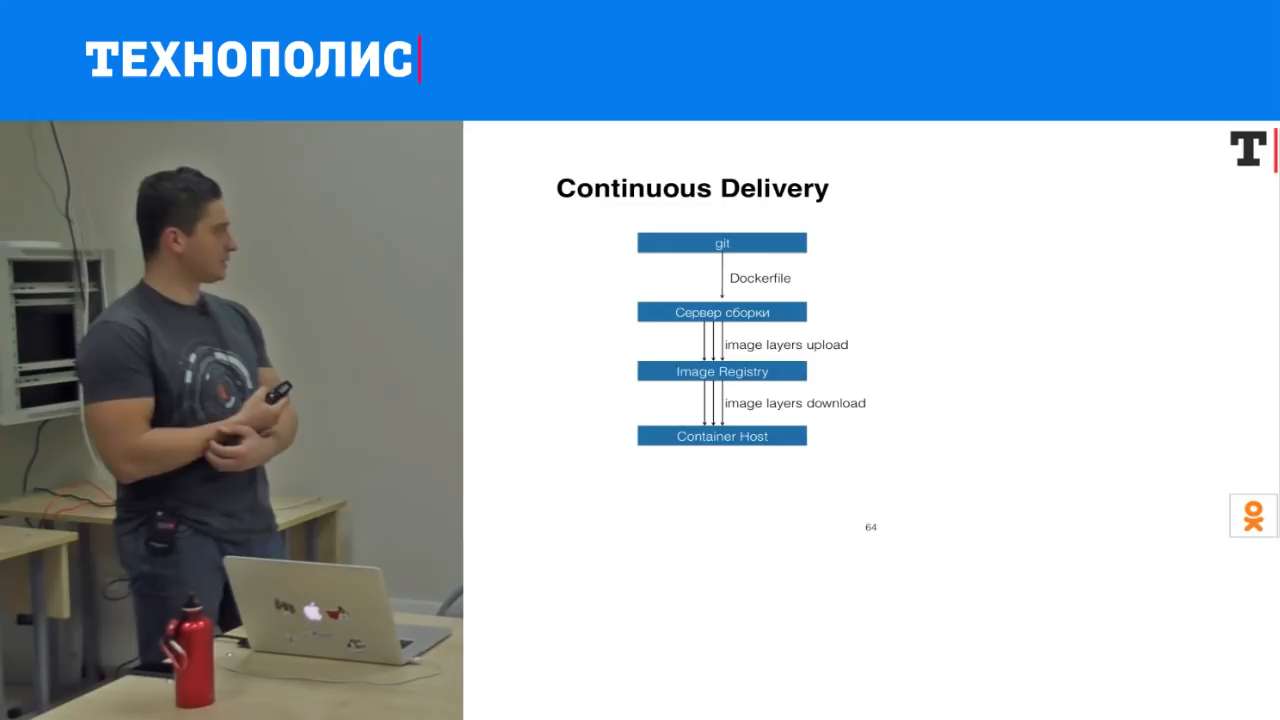 ТЕХНОПОЛИС
T
Continuous Delivery
git
Dockerfile
Сервер сборки
image layers upload
Image Registry
image layers download
Container Host
64